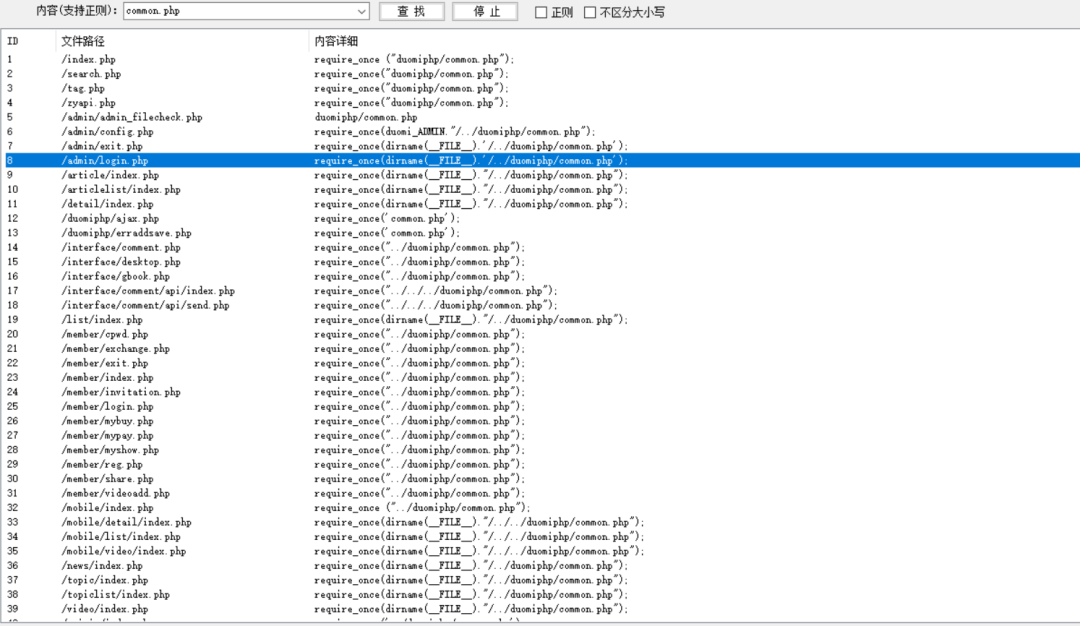 内容(支持正则): common.php 查 找 停 止 正则 不区分大小写
ID 文件路径 内容详细
1 /index.php require_once ("duomiphp/common.php");
2 /search.php require_once("duomiphp/common.php");
3 /tag.php require_once("duomiphp/common.php");
4 /zyapi.php require_once("duomiphp/common.php");
5 /admin/admin_filecheck.php duomiphp/common.php
6 /admin/config.php require_once(duomi_ADMIN."/../duomiphp/common.php");
7 /admin/exit.php require_once(dirname(__FILE__).'/../duomiphp/common.php');
8 /admin/login.php require_once(dirname(__FILE__).'/../duomiphp/common.php');
9 /article/index.php require_once(dirname(__FILE__)."/../duomiphp/common.php");
10 /articlelist/index.php require_once(dirname(__FILE__)."/../duomiphp/common.php");
11 /detail/index.php require_once(dirname(__FILE__)."/../duomiphp/common.php");
12 /duomiphp/ajax.php require_once('common.php');
13 /duomiphp/erraddsave.php require_once('common.php');
14 /interface/comment.php require_once("../duomiphp/common.php");
15 /interface/desktop.php require_once("../duomiphp/common.php");
16 /interface/gbook.php require_once("../duomiphp/common.php");
17 /interface/comment/api/index.php require_once("../../../duomiphp/common.php");
18 /interface/comment/api/send.php require_once("../../../duomiphp/common.php");
19 /list/index.php require_once(dirname(__FILE__)."/../duomiphp/common.php");
20 /member/cpwd.php require_once("../duomiphp/common.php");
21 /member/exchange.php require_once("../duomiphp/common.php");
22 /member/exit.php require_once("../duomiphp/common.php");
23 /member/index.php require_once("../duomiphp/common.php");
24 /member/invitation.php require_once("../duomiphp/common.php");
25 /member/login.php require_once("../duomiphp/common.php");
26 /member/mybuy.php require_once("../duomiphp/common.php");
27 /member/mypay.php require_once("../duomiphp/common.php");
28 /member/myshow.php require_once("../duomiphp/common.php");
29 /member/reg.php require_once("../duomiphp/common.php");
30 /member/share.php require_once("../duomiphp/common.php");
31 /member/videoadd.php require_once("../duomiphp/common.php");
32 /mobile/index.php require_once ("../duomiphp/common.php");
33 /mobile/detail/index.php require_once(dirname(__FILE__)."/../../duomiphp/common.php");
34 /mobile/list/index.php require_once(dirname(__FILE__)."/../../duomiphp/common.php");
35 /mobile/video/index.php require_once(dirname(__FILE__)."/../../duomiphp/common.php");
36 /news/index.php require_once(dirname(__FILE__)."/../duomiphp/common.php");
37 /topic/index.php require_once(dirname(__FILE__)."/../duomiphp/common.php");
38 /topiclist/index.php require_once(dirname(__FILE__)."/../duomiphp/common.php");
39 /video/index.php require_once(dirname(__FILE__)."/../duomiphp/common.php");